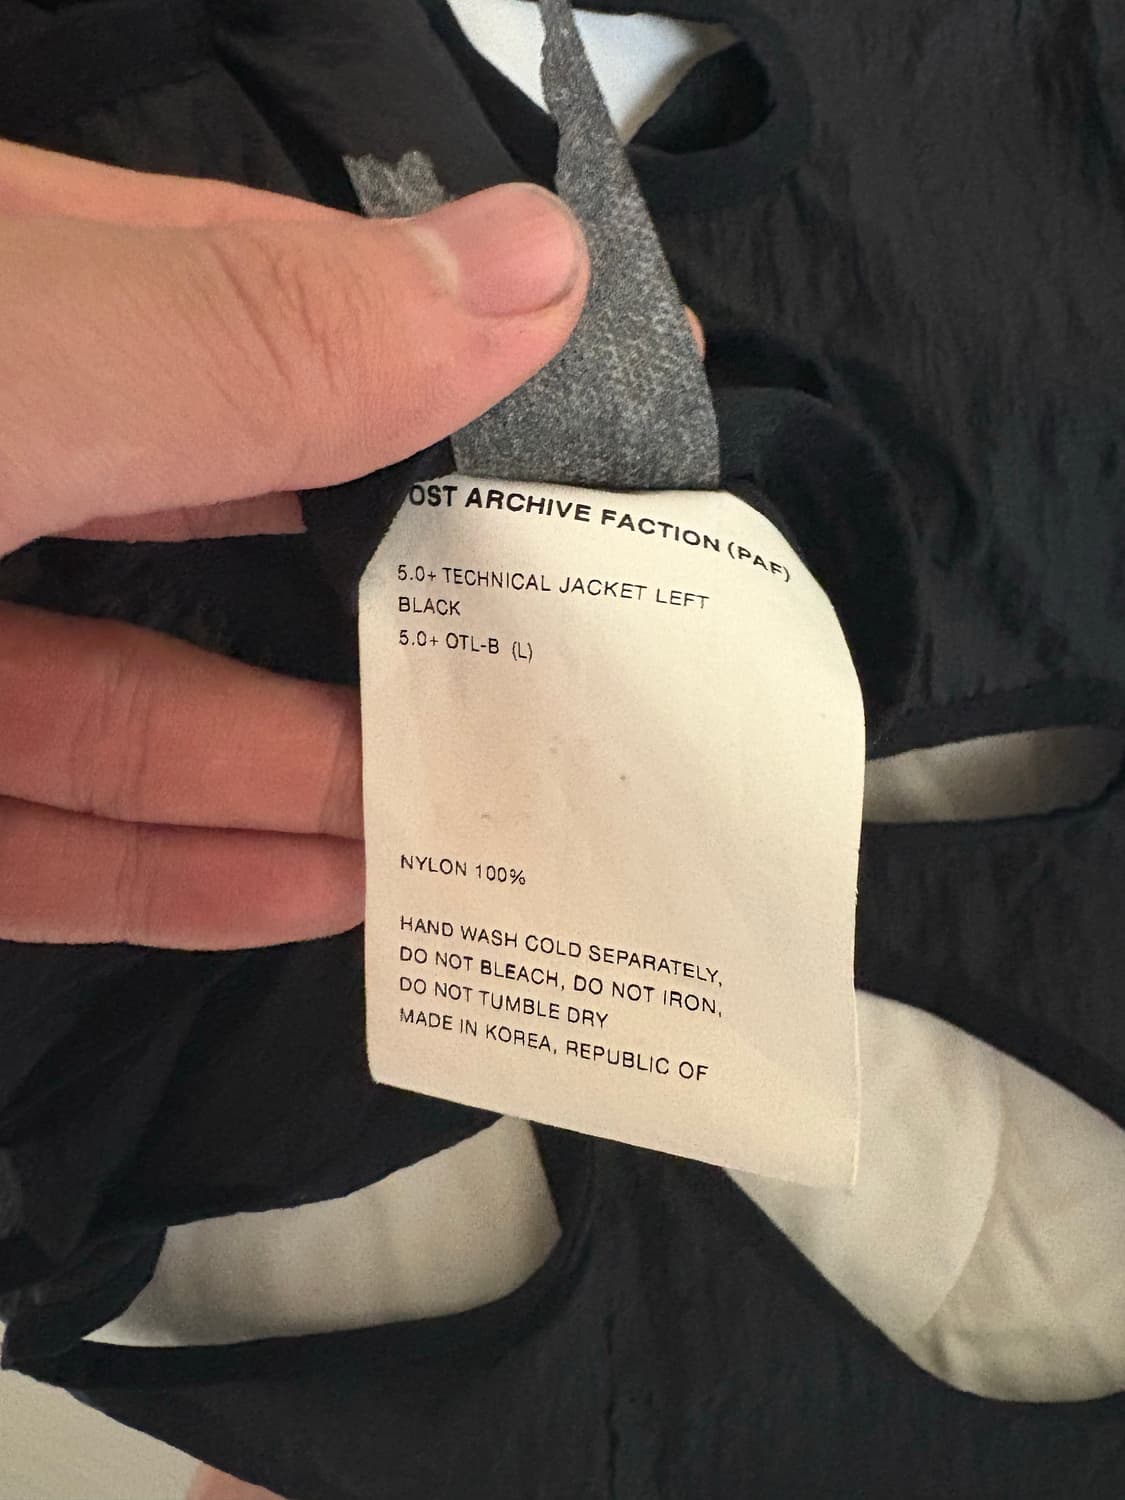 OST ARCHIVE FACTION (PAF)
5.0+ TECHNICAL JACKET LEFT
BLACK
5.0+ OTL-B (L)
NYLON 100%
HAND WASH COLD SEPARATELY,
DO NOT BLEACH, DO NOT IRON,
DO NOT TUMBLE DRY
MADE IN KOREA, REPUBLIC OF